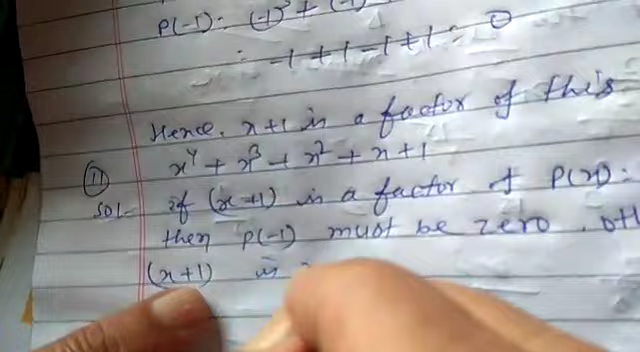 P(-1) = (-1)³ + (-1)
= -1 + 1 - 1 + 1 = 0
Hence, x+1 is a factor of this
(ii) x⁴ + x³ + x² + x + 1
Sol- if (x+1) is a factor of P(x) =
then P(-1) must be zero, oth
(x+1) is